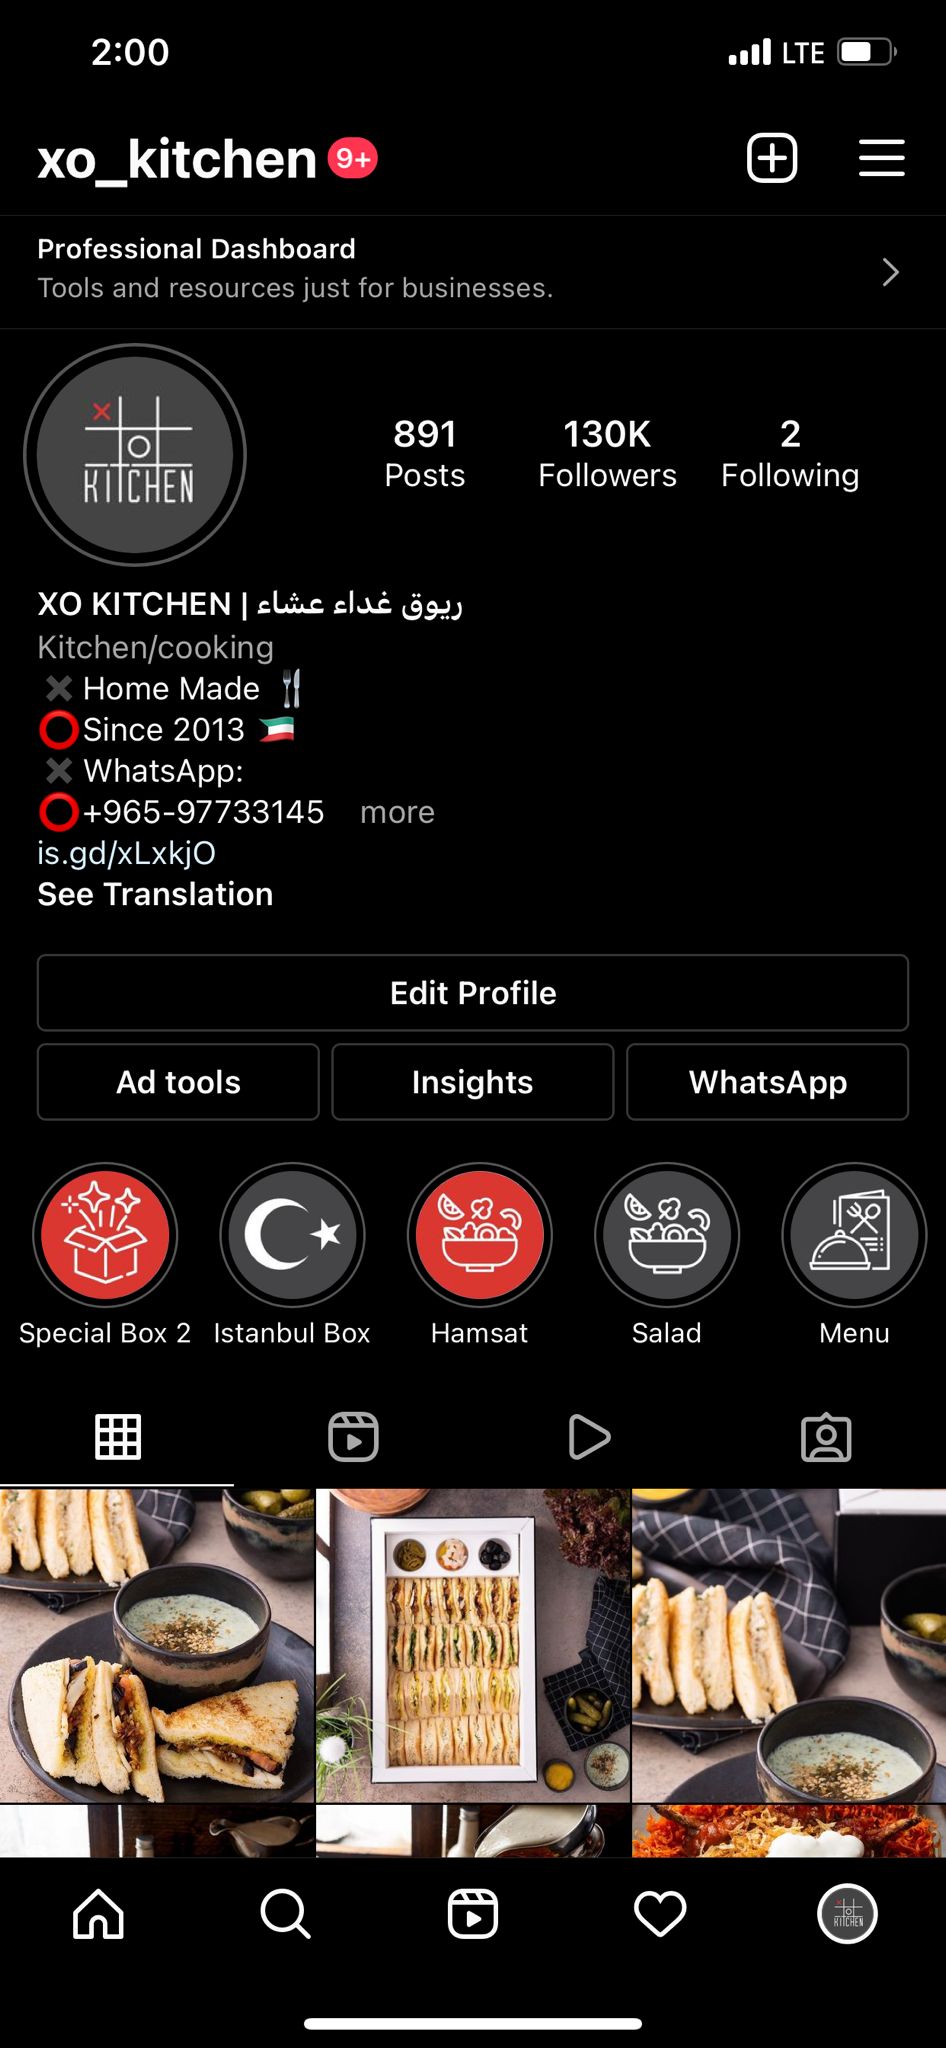 2:00 LTE
xo_kitchen 9+
Professional Dashboard
Tools and resources just for businesses.
KITCHEN
891 130K 2
Posts Followers Following
XO KITCHEN | ريوق غداء عشاء
Kitchen/cooking
✖️ Home Made 🍴
⭕Since 2013 🇰🇼
✖️ WhatsApp:
⭕+965-97733145 more
is.gd/xLxkjO
See Translation
Edit Profile
Ad tools Insights WhatsApp
Special Box 2 Istanbul Box Hamsat Salad Menu
KITCHEN